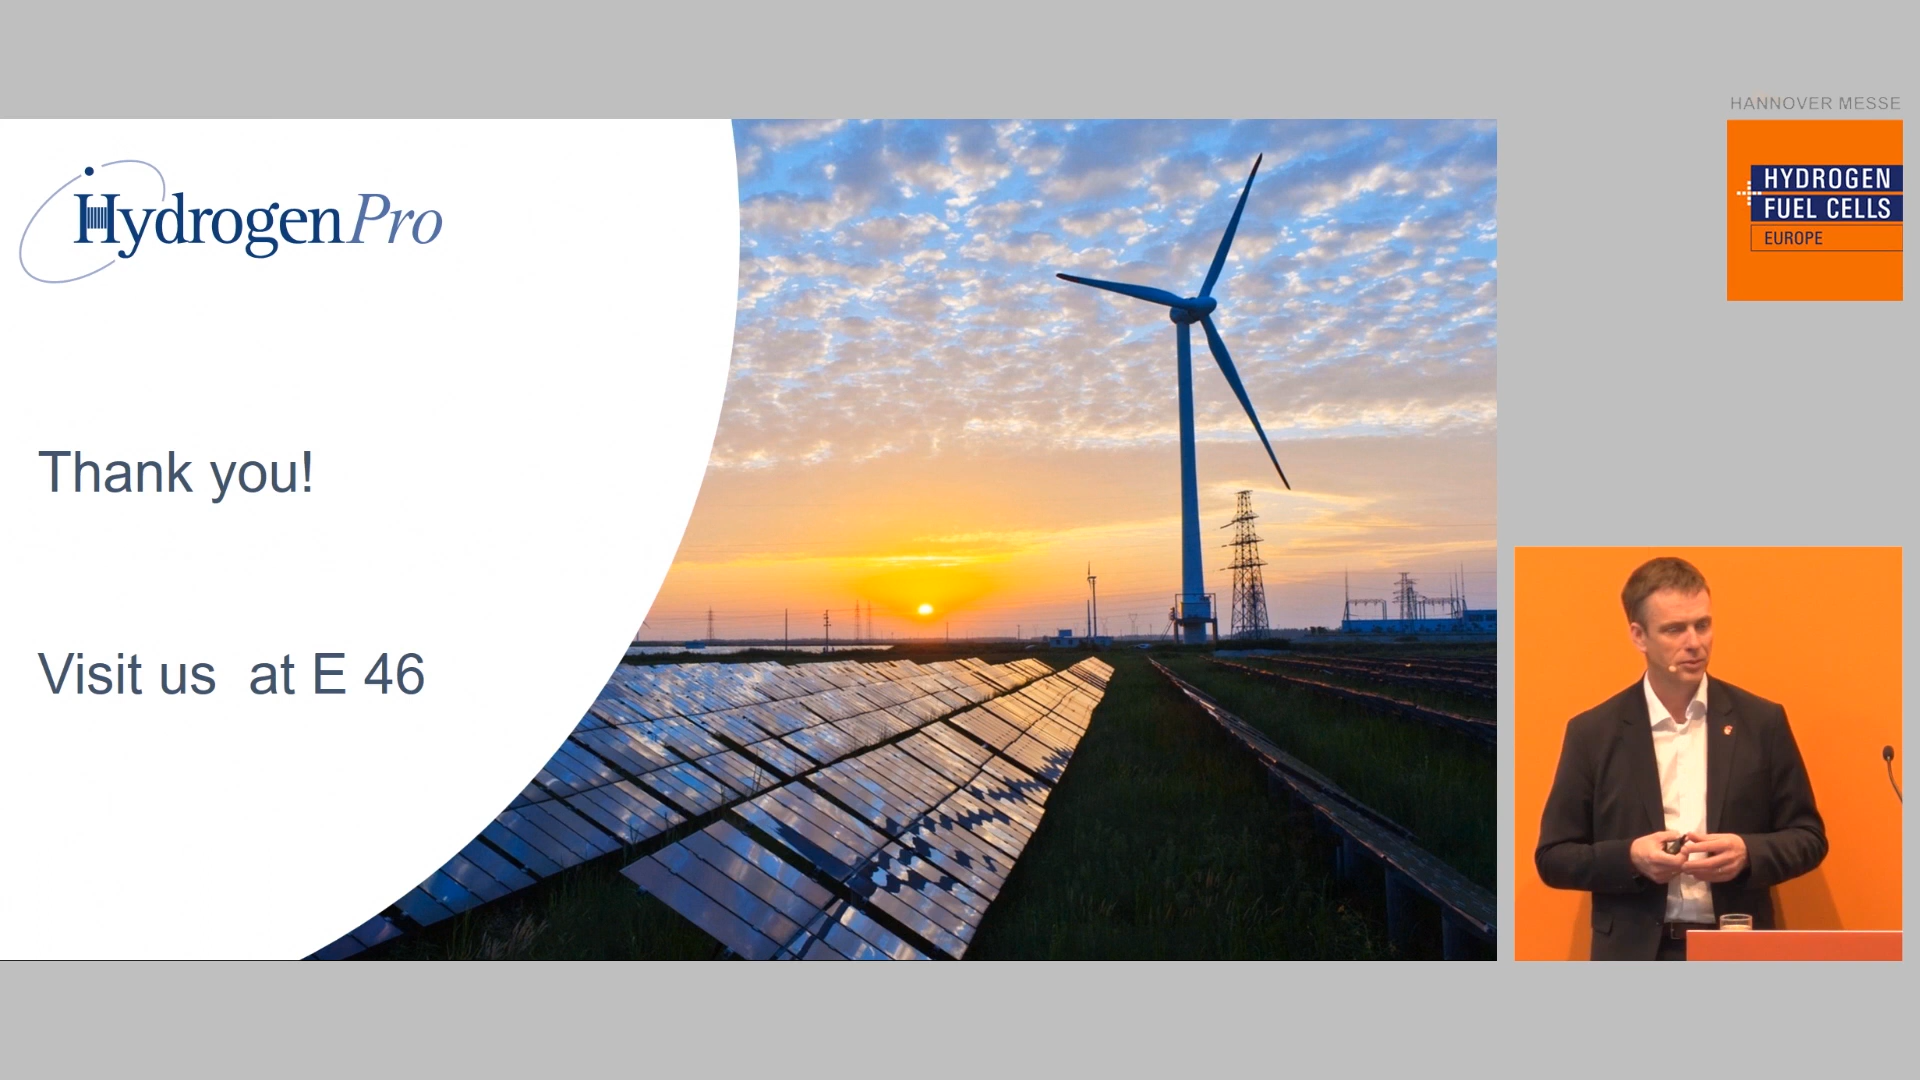 HydrogenPro
Thank you!
Visit us  at E 46
HANNOVER MESSE
HYDROGEN
FUEL CELLS
EUROPE